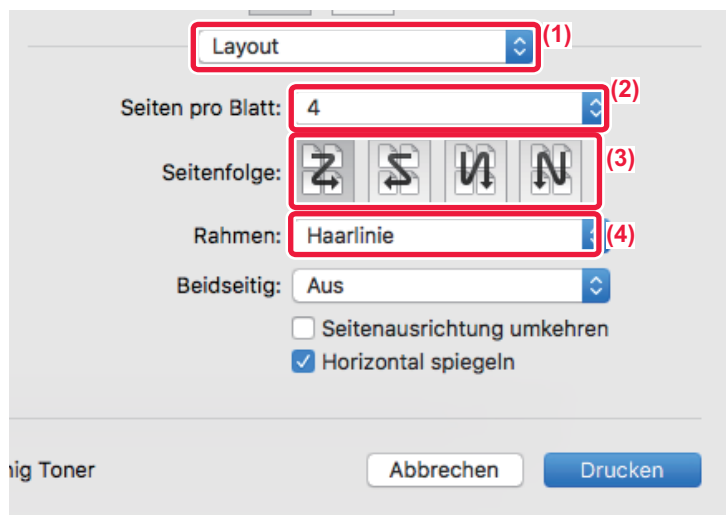 Layout (1)
Seiten pro Blatt: 4 (2)
Seitenfolge: (3)
Rahmen: Haarlinie (4)
Beidseitig: Aus
Seitenausrichtung umkehren
Horizontal spiegeln
nig Toner Abbrechen Drucken